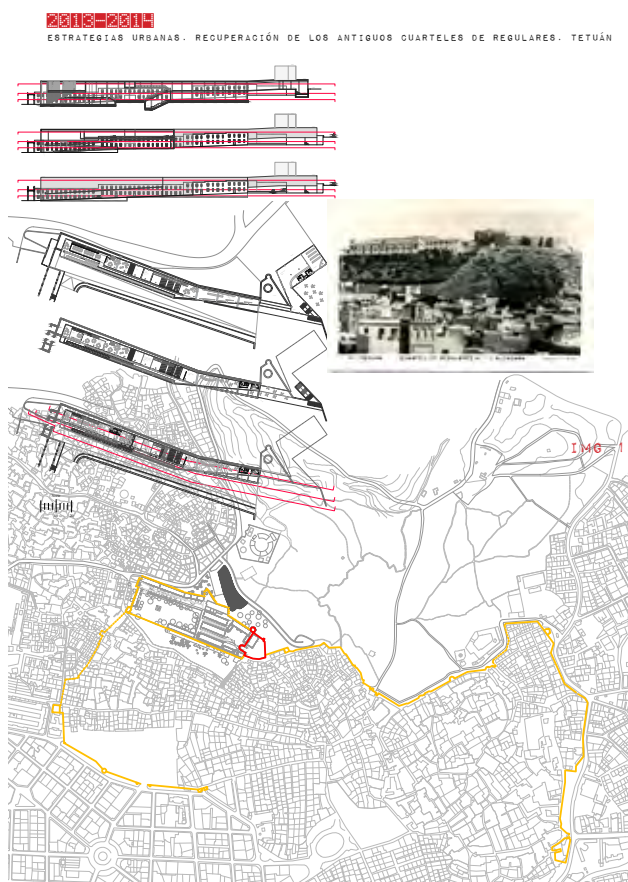 2013-2014
ESTRATEGIAS URBANAS. RECUPERACIÓN DE LOS ANTIGUOS CUARTELES DE REGULARES. TETUÁN
IMG 1